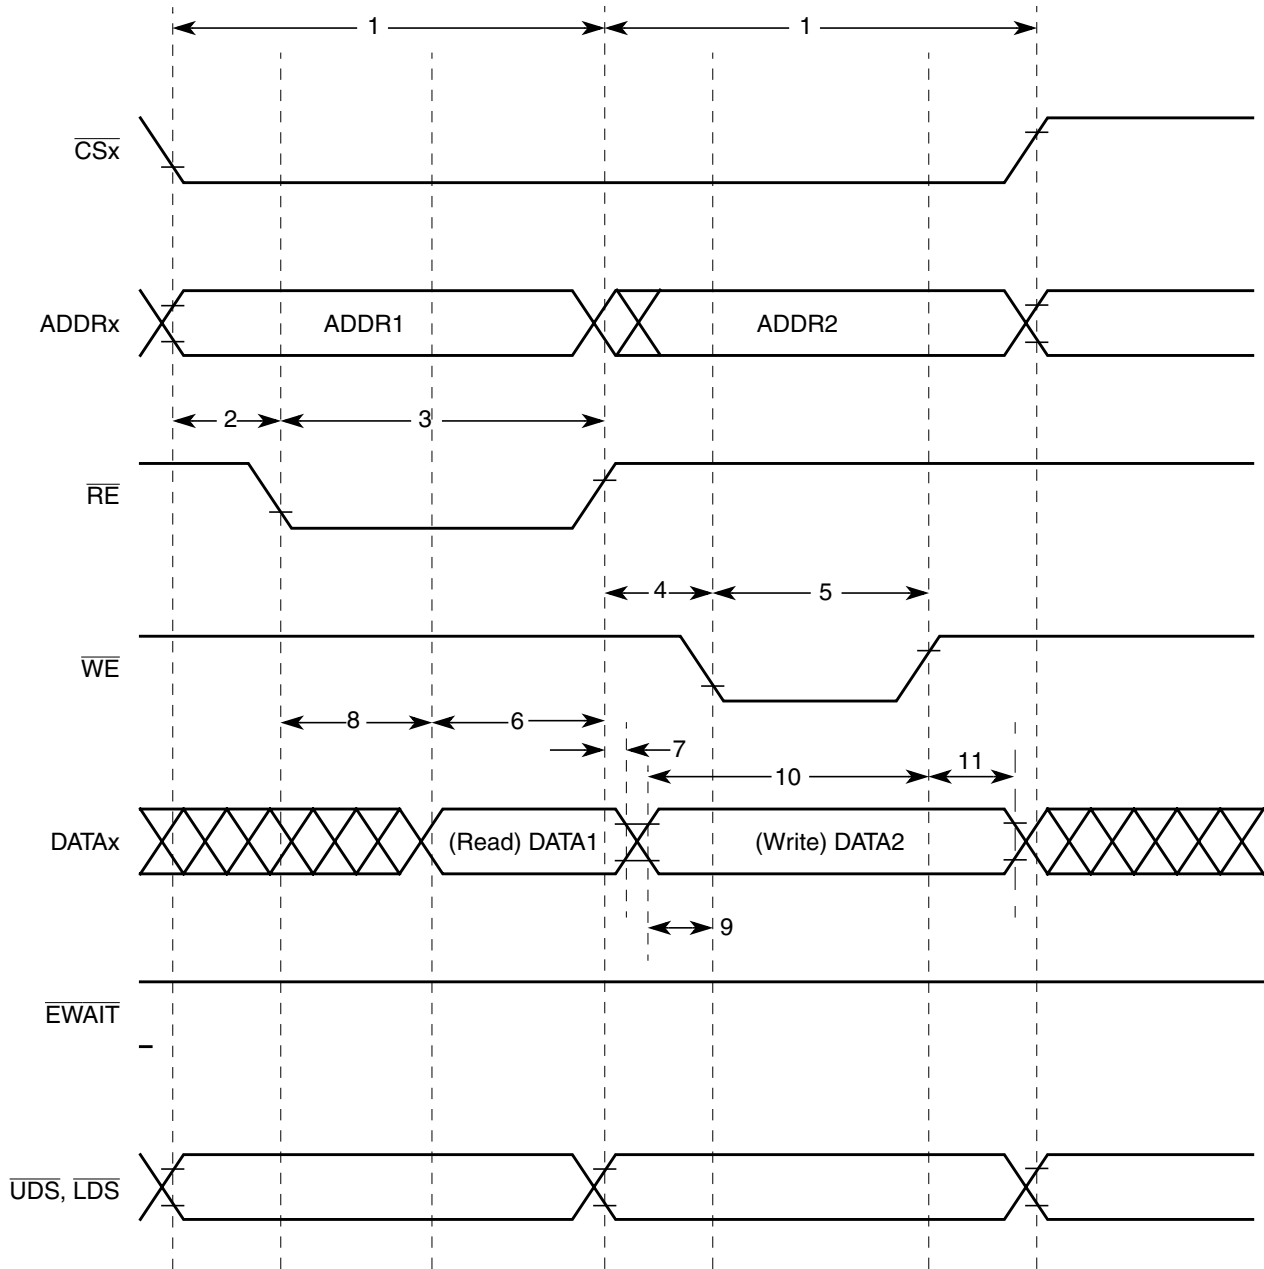 1 1
CSx
ADDRx ADDR1 ADDR2
2 3
RE
4 5
WE
8 6
7
10 11
DATAx (Read) DATA1 (Write) DATA2
9
EWAIT
UDS, LDS